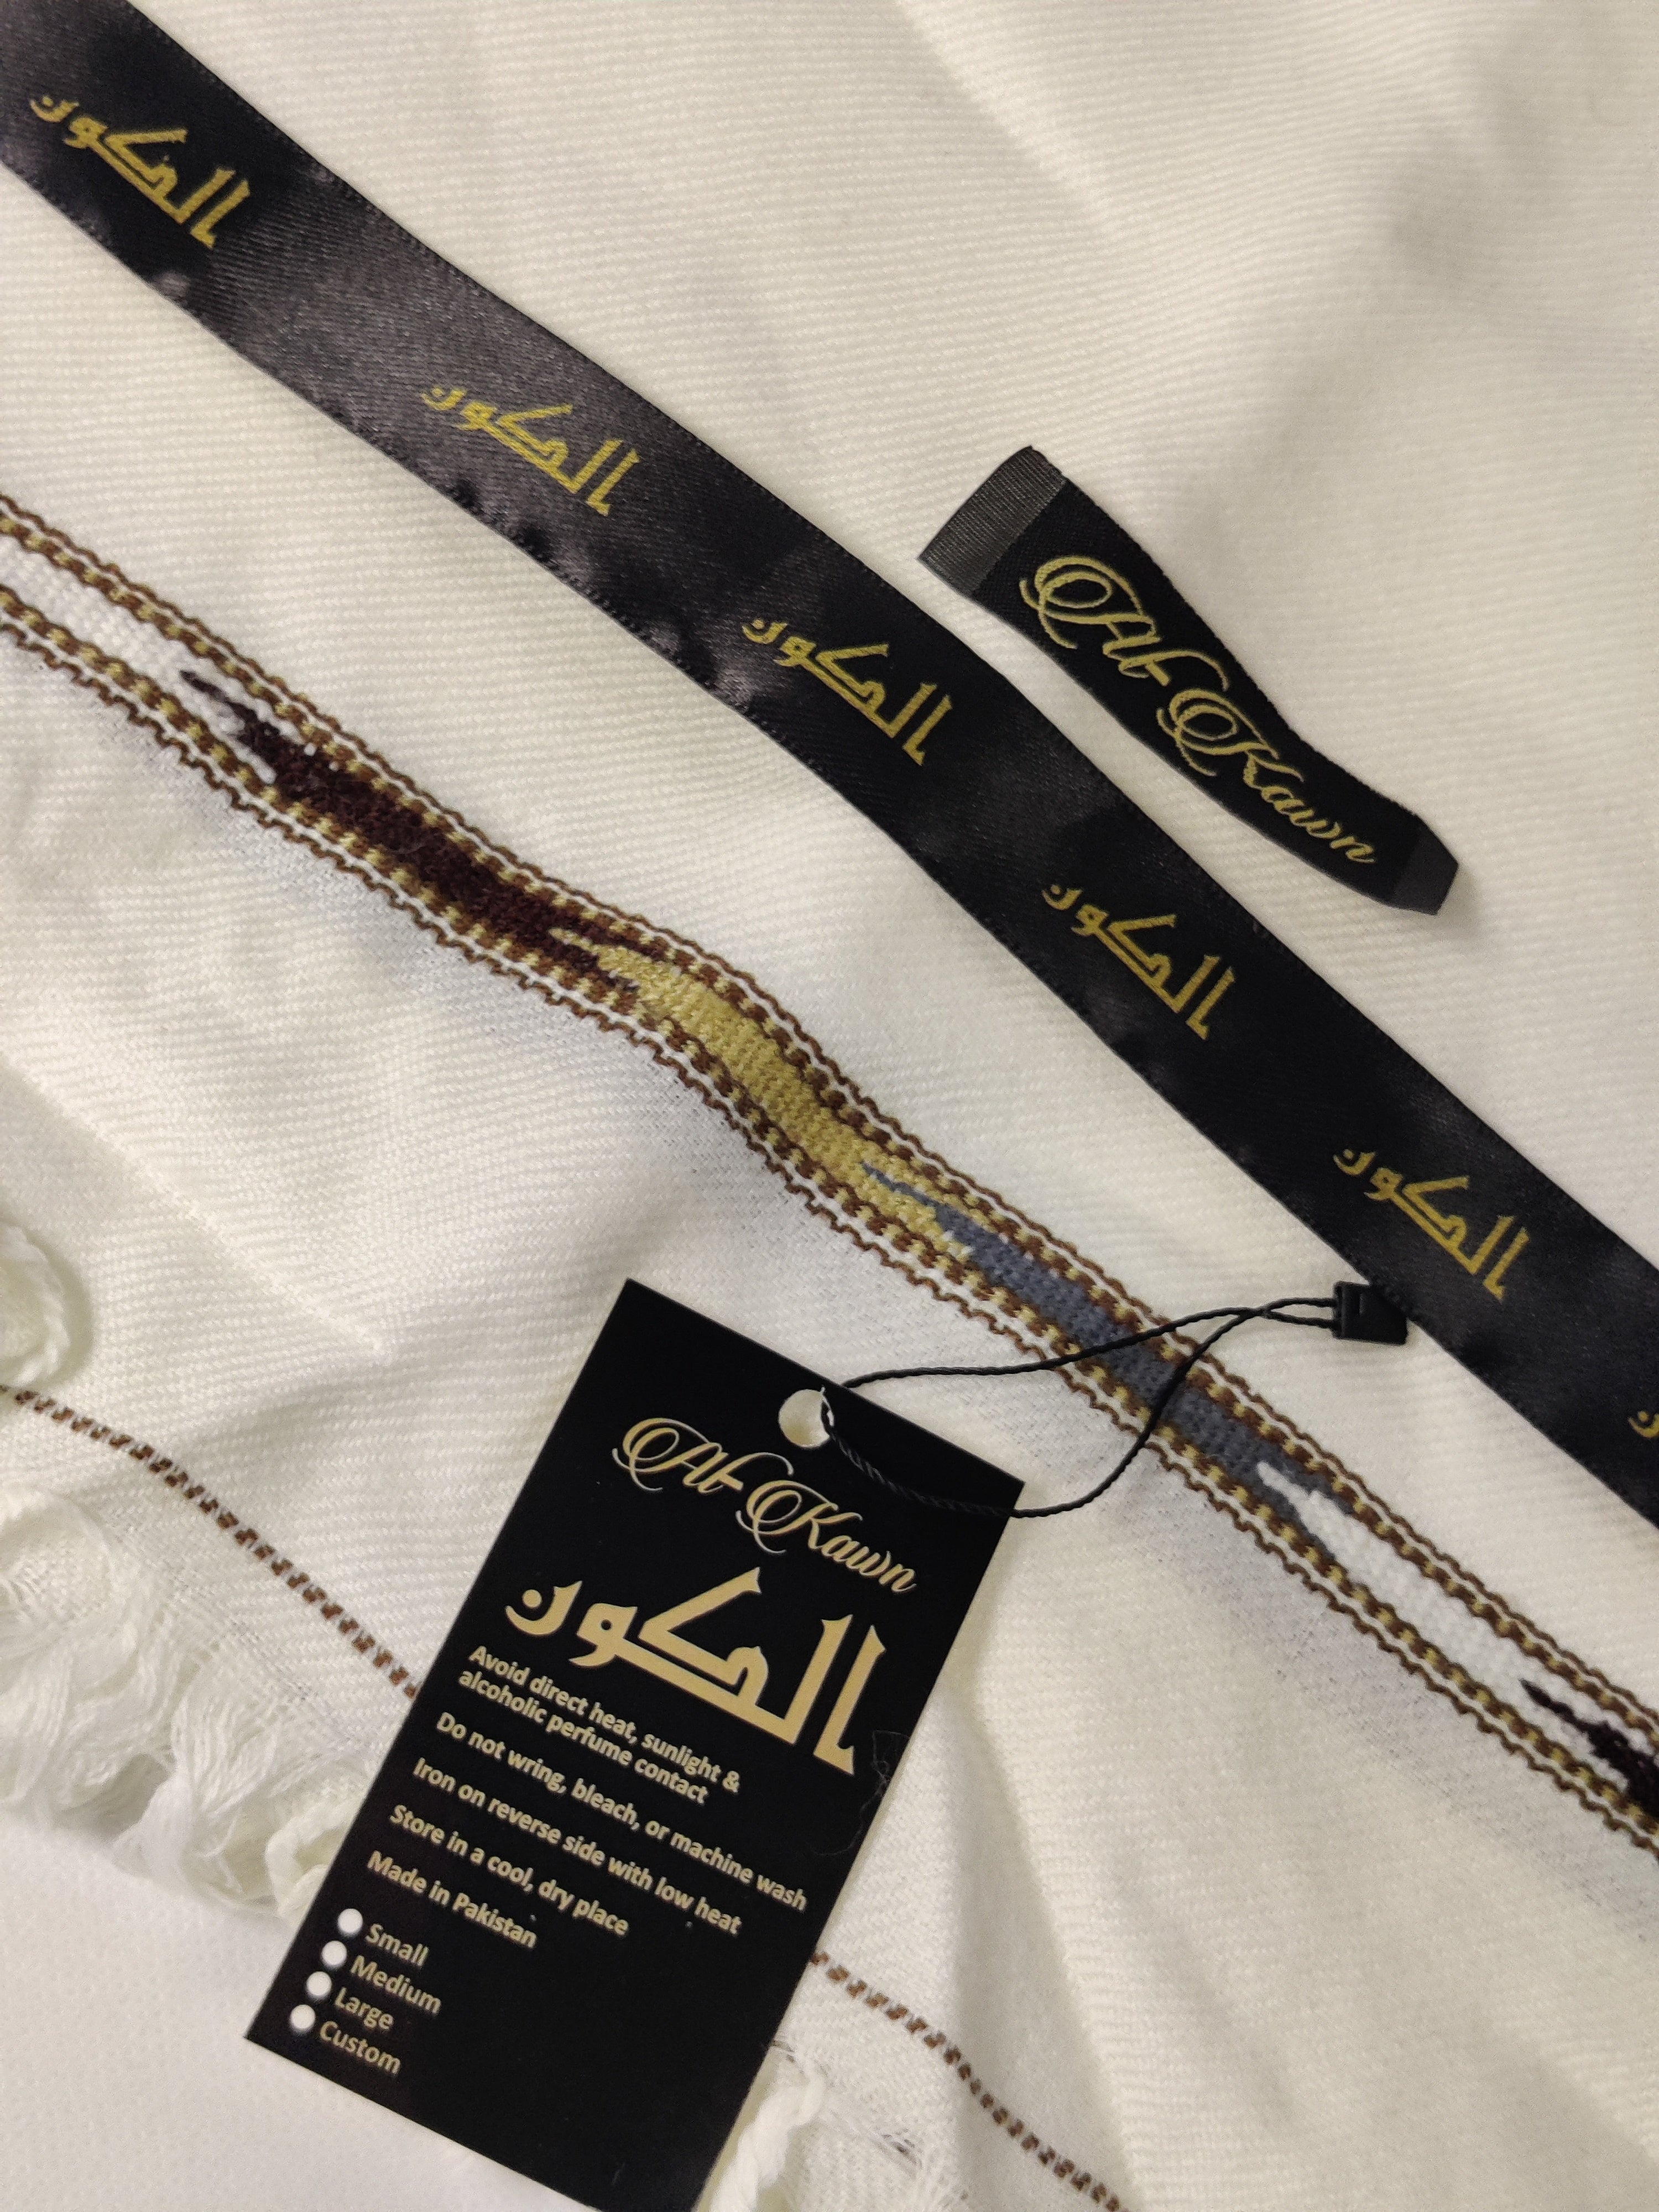 الكون
الكون
الكون
الكون
الكون
Al-Kawn
Al-Kawn
الكون
Avoid direct heat, sunlight &
alcoholic perfume contact
Do not wring, bleach, or machine wash
Iron on reverse side with low heat
Store in a cool, dry place
Made in Pakistan
Small
Medium
Large
Custom